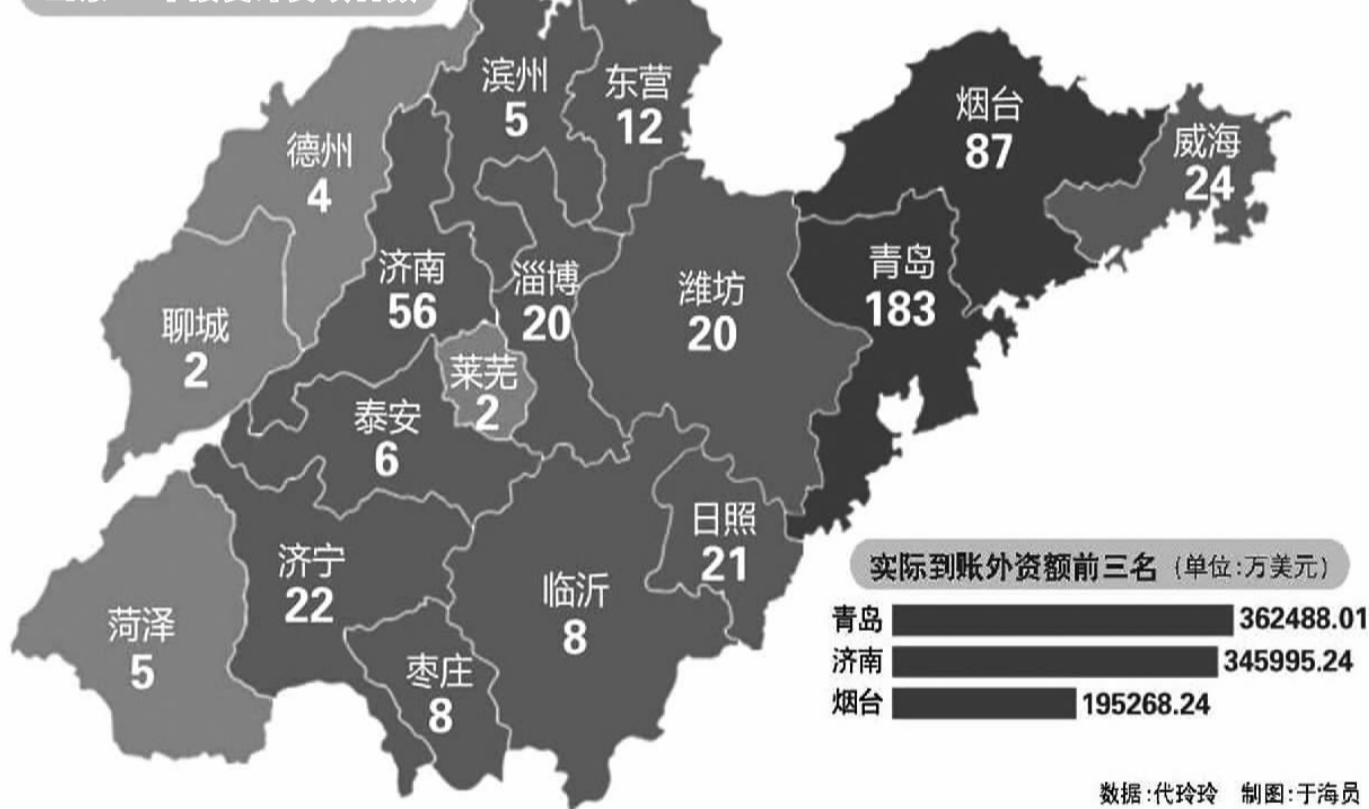 滨州
5
东营
12
烟台
87
威海
24
德州
4
济南
56
淄博
20
潍坊
20
青岛
183
聊城
2
莱芜
2
泰安
6
日照
21
济宁
22
临沂
8
菏泽
5
枣庄
8
实际到账外资额前三名 (单位:万美元)
青岛 362488.01
济南 345995.24
烟台 195268.24
数据:代玲玲 制图:于海员